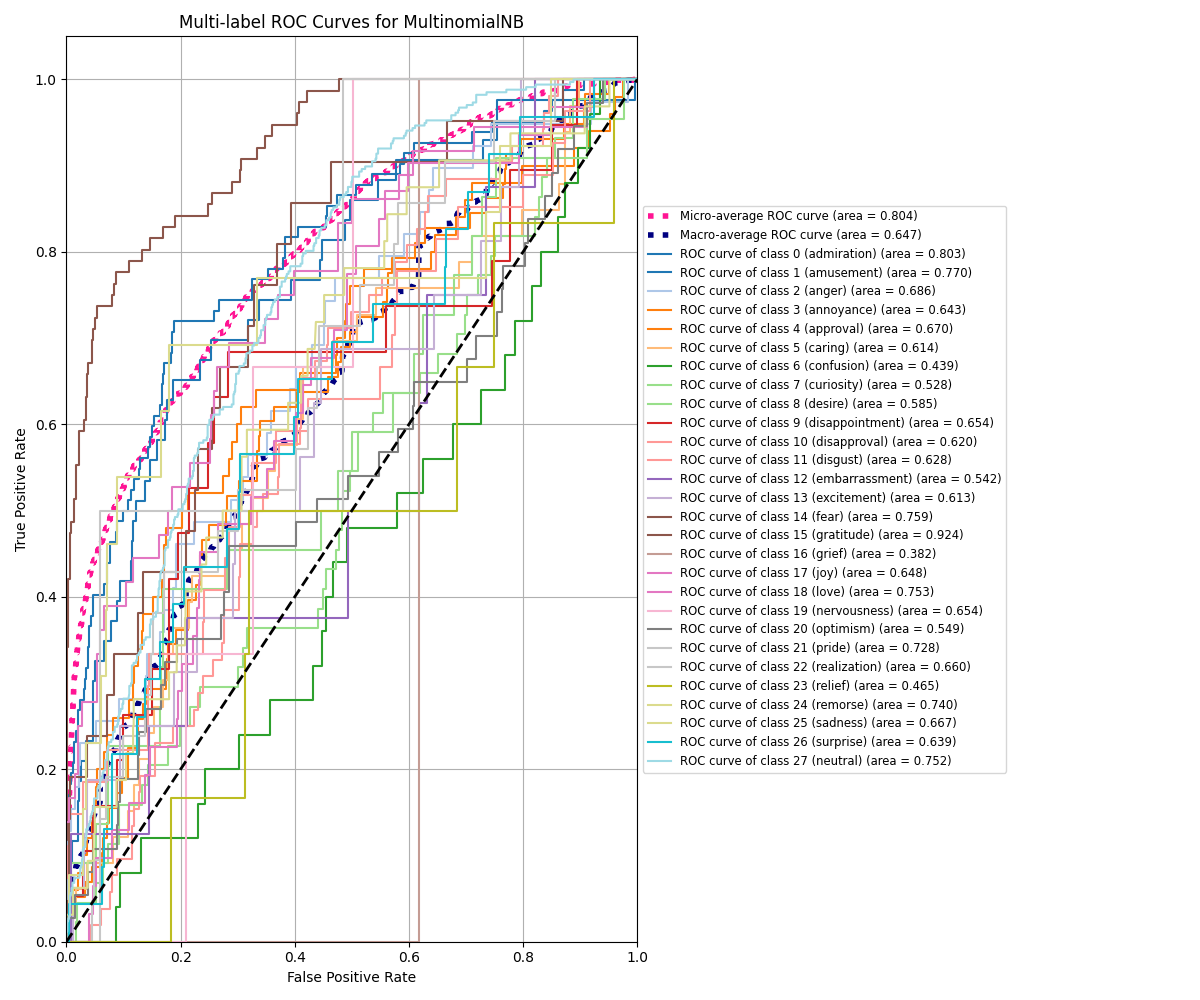 Multi-label ROC Curves for MultinomialNB
True Positive Rate
1.0
0.8
0.6
0.4
0.2
0.0
0.0 0.2 0.4 0.6 0.8 1.0
False Positive Rate
Micro-average ROC curve (area = 0.804)
Macro-average ROC curve (area = 0.647)
ROC curve of class 0 (admiration) (area = 0.803)
ROC curve of class 1 (amusement) (area = 0.770)
ROC curve of class 2 (anger) (area = 0.686)
ROC curve of class 3 (annoyance) (area = 0.643)
ROC curve of class 4 (approval) (area = 0.670)
ROC curve of class 5 (caring) (area = 0.614)
ROC curve of class 6 (confusion) (area = 0.439)
ROC curve of class 7 (curiosity) (area = 0.528)
ROC curve of class 8 (desire) (area = 0.585)
ROC curve of class 9 (disappointment) (area = 0.654)
ROC curve of class 10 (disapproval) (area = 0.620)
ROC curve of class 11 (disgust) (area = 0.628)
ROC curve of class 12 (embarrassment) (area = 0.542)
ROC curve of class 13 (excitement) (area = 0.613)
ROC curve of class 14 (fear) (area = 0.759)
ROC curve of class 15 (gratitude) (area = 0.924)
ROC curve of class 16 (grief) (area = 0.382)
ROC curve of class 17 (joy) (area = 0.648)
ROC curve of class 18 (love) (area = 0.753)
ROC curve of class 19 (nervousness) (area = 0.654)
ROC curve of class 20 (optimism) (area = 0.549)
ROC curve of class 21 (pride) (area = 0.728)
ROC curve of class 22 (realization) (area = 0.660)
ROC curve of class 23 (relief) (area = 0.465)
ROC curve of class 24 (remorse) (area = 0.740)
ROC curve of class 25 (sadness) (area = 0.667)
ROC curve of class 26 (surprise) (area = 0.639)
ROC curve of class 27 (neutral) (area = 0.752)